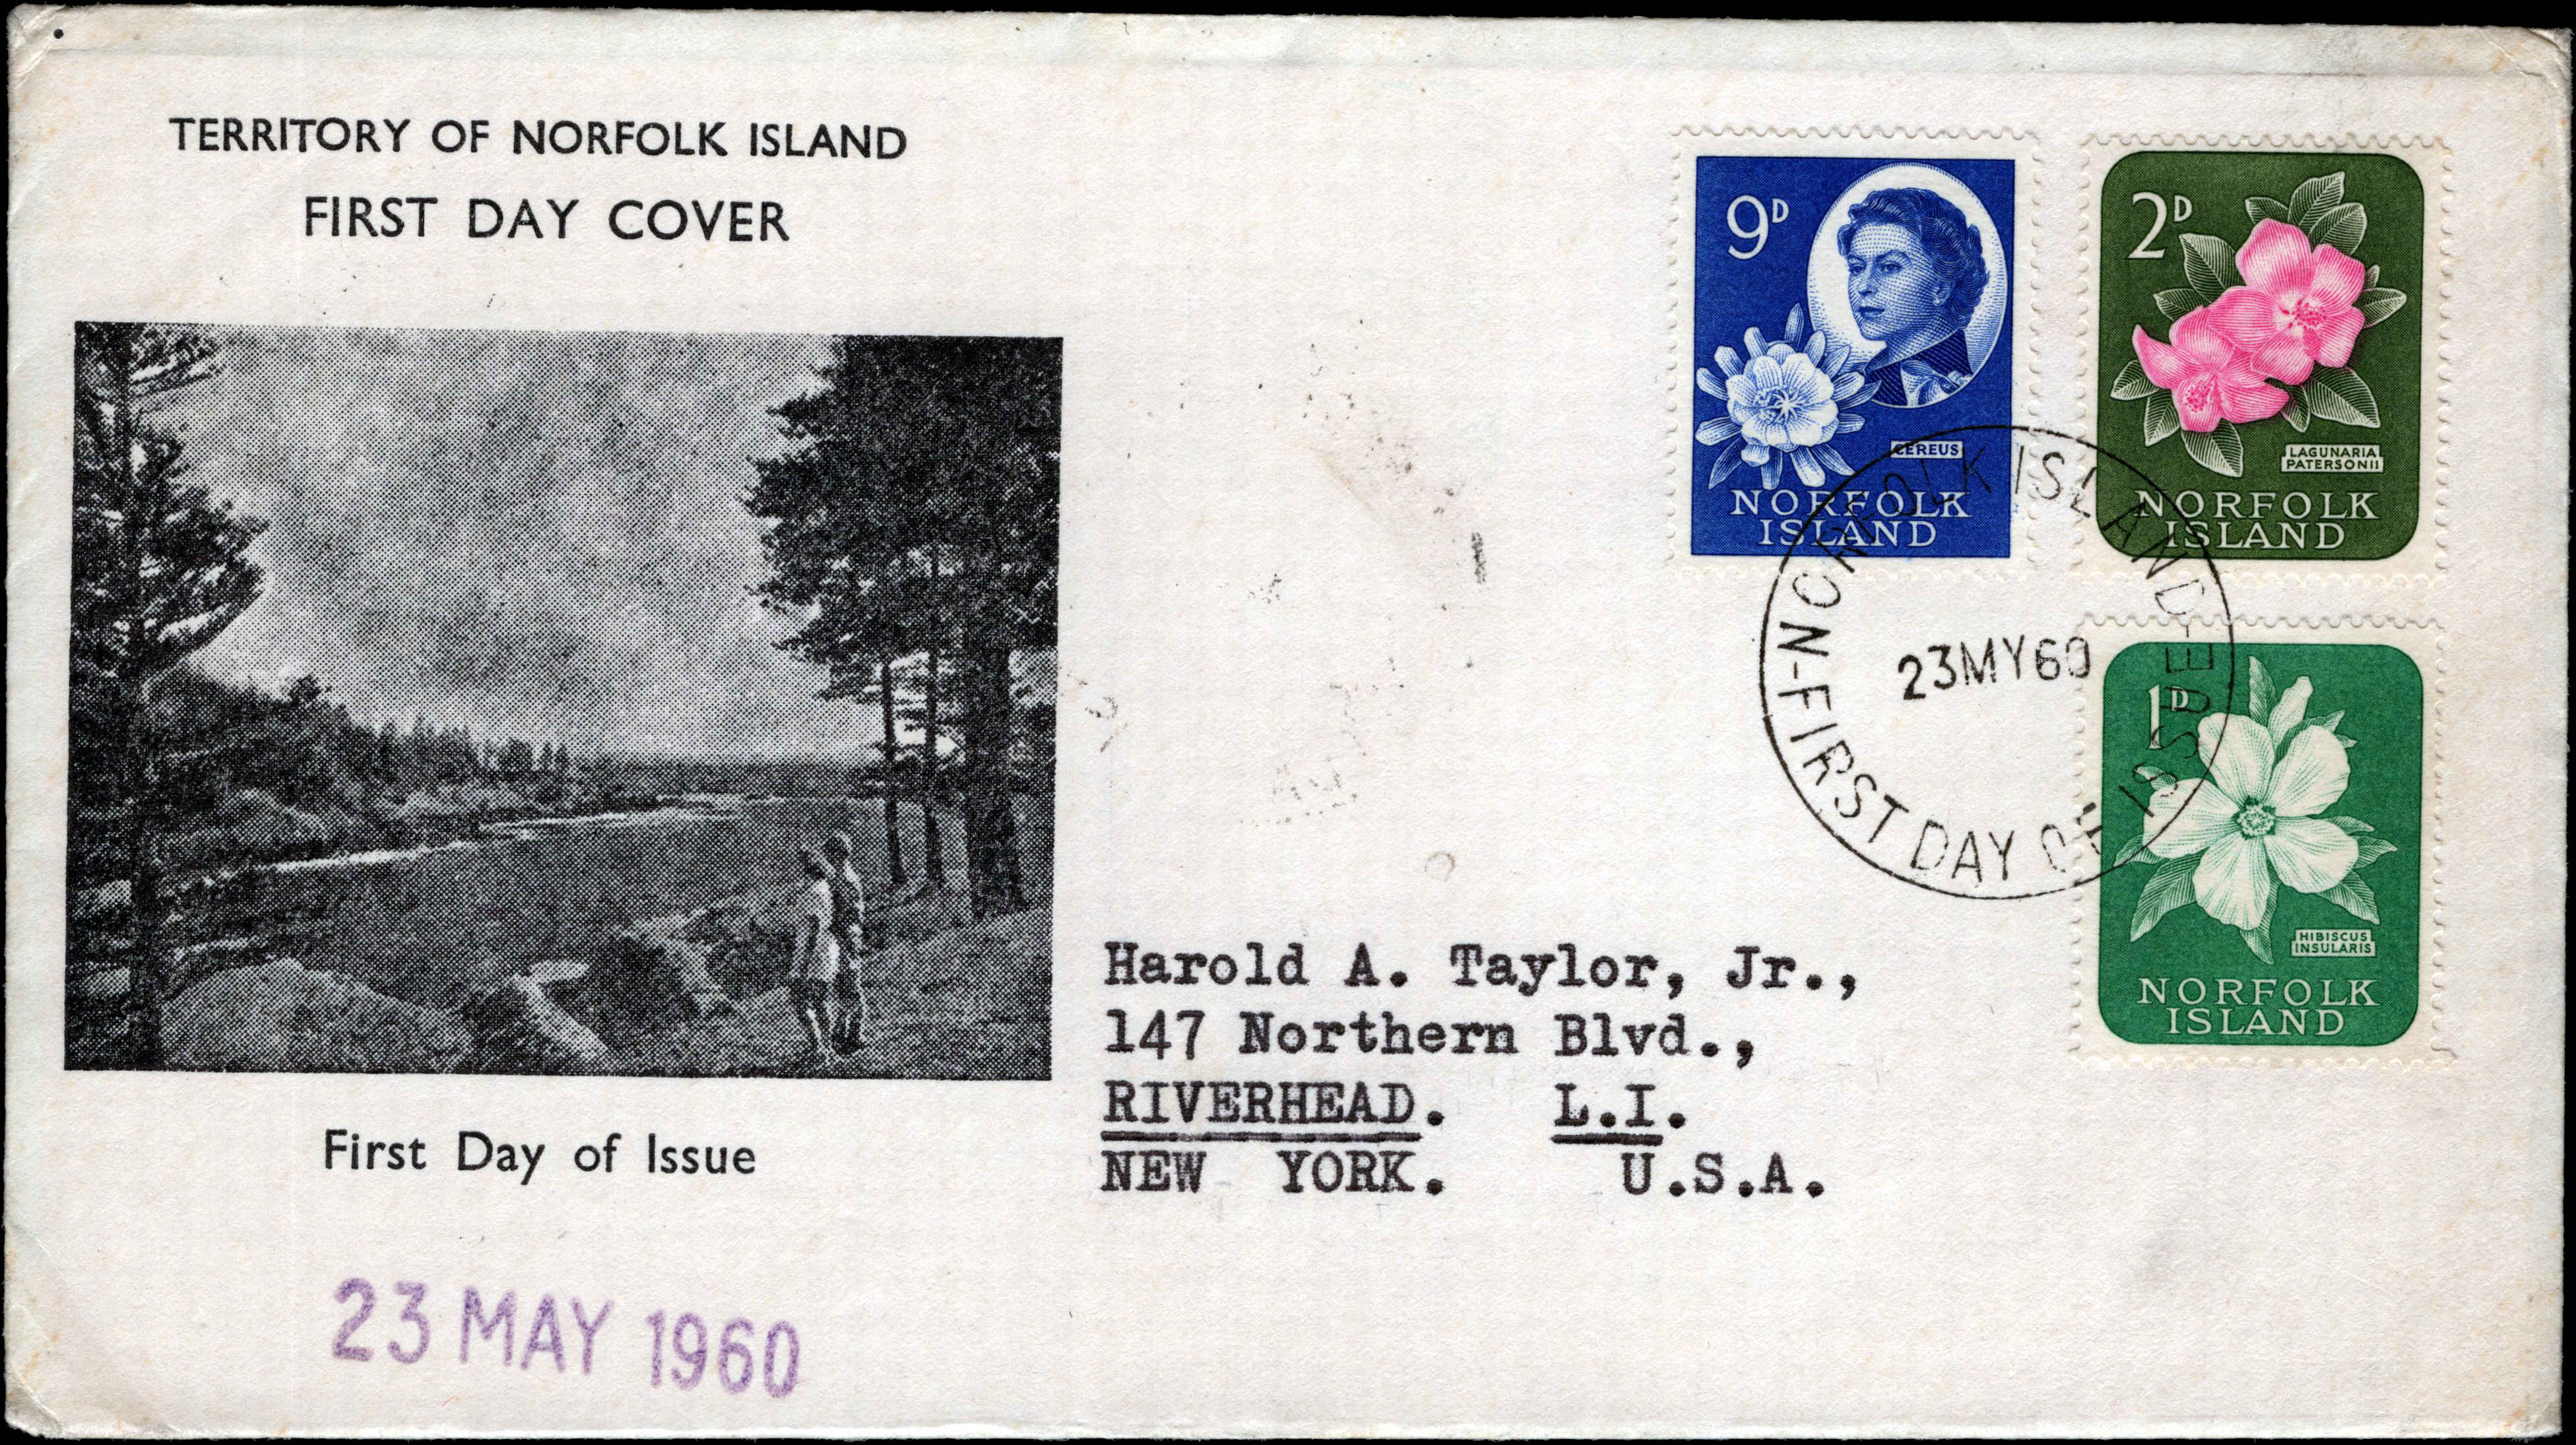 TERRITORY OF NORFOLK ISLAND
FIRST DAY COVER
9D
CEREUS
NORFOLK
ISLAND
2D
LAGUNARIA
PATERSONII
NORFOLK
ISLAND
NORFOLK ISLAND
23MY60
-FIRST DAY OF ISSUE-
1D
HIBISCUS
INSULARIS
NORFOLK
ISLAND
Harold A. Taylor, Jr.,
147 Northern Blvd.,
RIVERHEAD. L.I.
NEW YORK. U.S.A.
First Day of Issue
23 MAY 1960